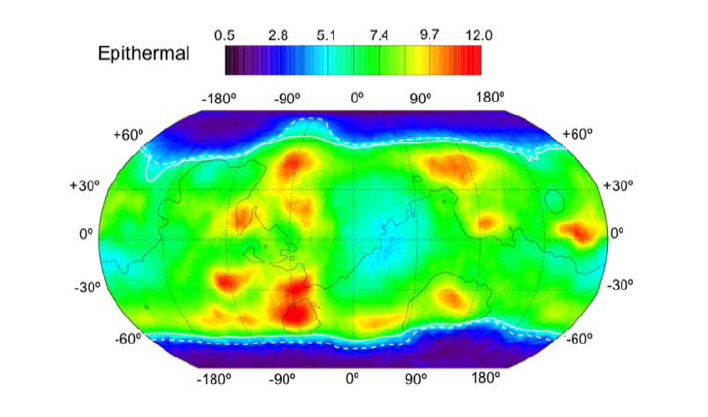 0.5 2.8 5.1 7.4 9.7 12.0
Epithermal
-180º -90º 0º 90º 180º
+60º +60º
+30º +30º
0º 0º
-30º -30º
-60º -60º
-180º -90º 0º 90º 180º